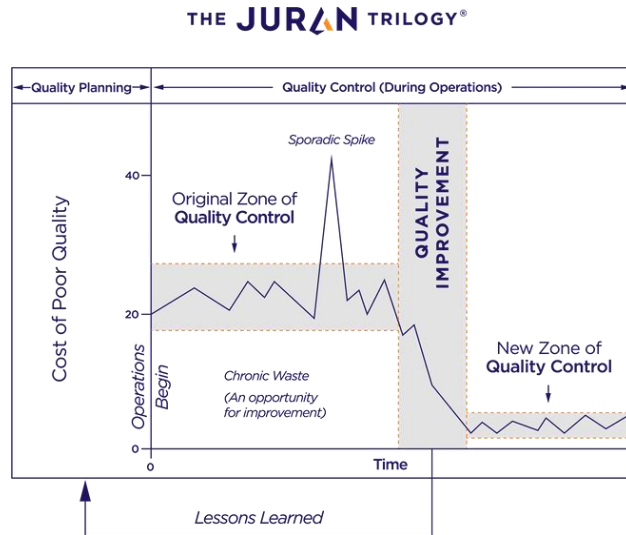 THE JURAN TRILOGY®
Quality Planning
Quality Control (During Operations)
Sporadic Spike
40
Original Zone of
Quality Control
QUALITY
IMPROVEMENT
Cost of Poor Quality
20
New Zone of
Quality Control
Operations
Begin
Chronic Waste
(An opportunity
for improvement)
0
0
Time
Lessons Learned